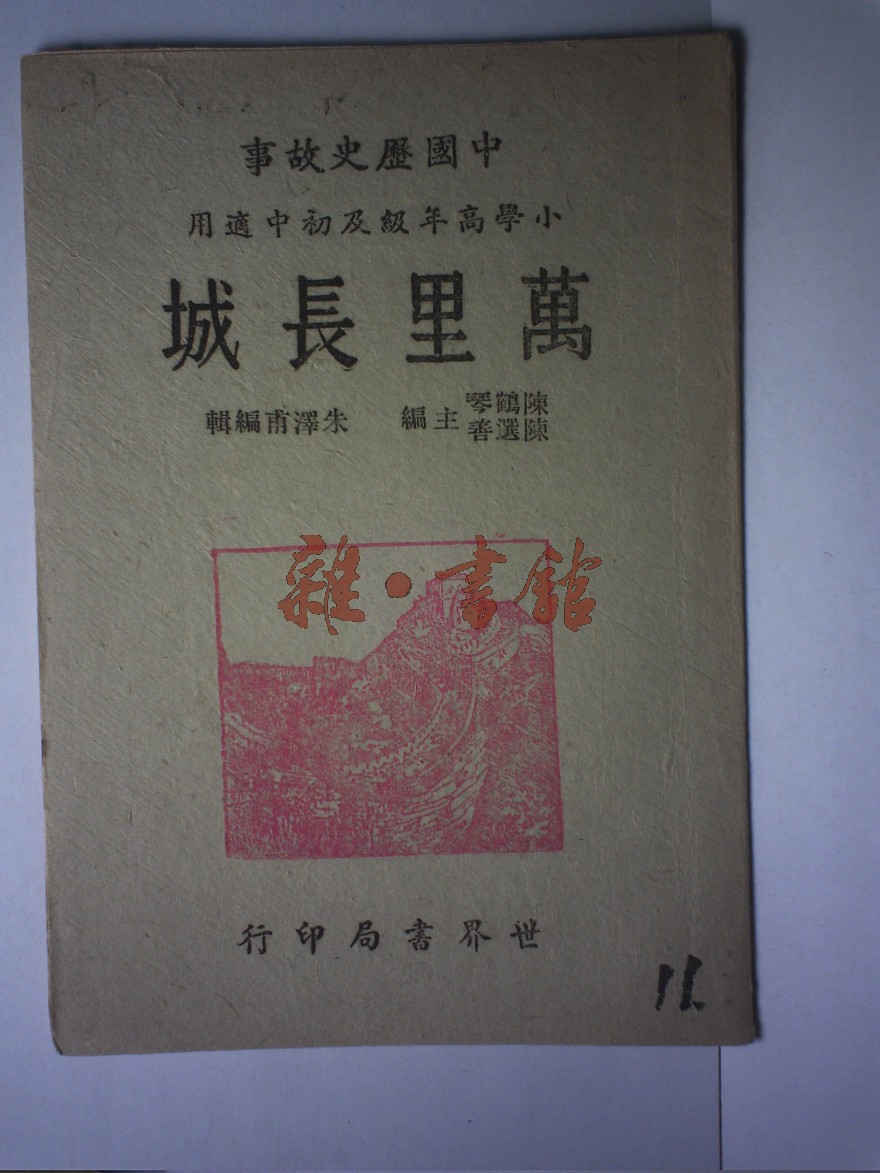 中國歷史故事
小學高年級及初中適用
萬里長城
陳鶴琴
陳選善
主編 朱澤甫編輯
雜·書館
世界書局印行
11.